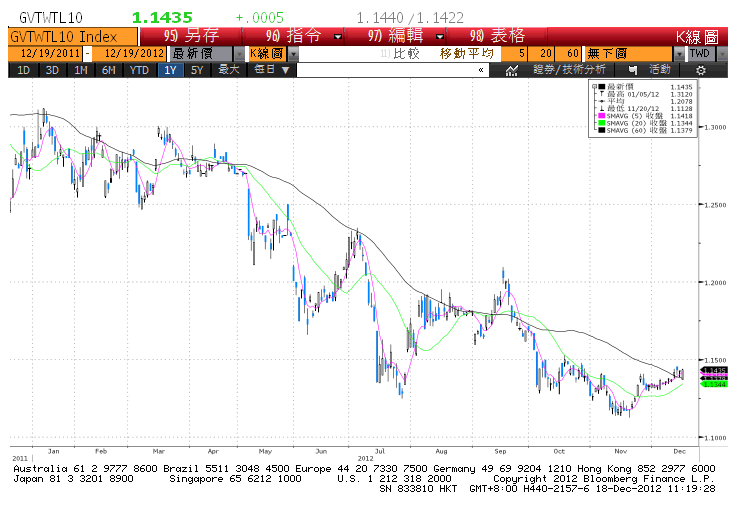 GVTWTL10 1.1435 +.0005 1.1440 /1.1422
GVTWTL10 Index 95) 另存 96) 指令 97) 編輯 98) 表格 K線圖
12/19/2011 - 12/19/2012 最新價 K線圖 比較 移動平均 5 20 60 無下圖 TWD
1D 3D 1M 6M YTD 1Y 5Y 最大 每日 ▼ « 證券/技術分析 活動
最新價 1.1435
最高 01/05/12 1.3120
平均 1.2078
最低 11/20/12 1.1128
SMAVG (5) 收盤 1.1418
SMAVG (20) 收盤 1.1344
SMAVG (60) 收盤 1.1379
1.3000
1.2500
1.2000
1.1500
1.1435
1.1344
1.1000
Jan Feb Mar Apr May Jun Jul Aug Sep Oct Nov Dec
2011 2012
Australia 61 2 9777 8600 Brazil 5511 3048 4500 Europe 44 20 7330 7500 Germany 49 69 9204 1210 Hong Kong 852 2977 6000
Japan 81 3 3201 8900 Singapore 65 6212 1000 U.S. 1 212 318 2000 Copyright 2012 Bloomberg Finance L.P.
SN 833810 HKT GMT+8:00 H440-2157-6 18-Dec-2012 11:19:28